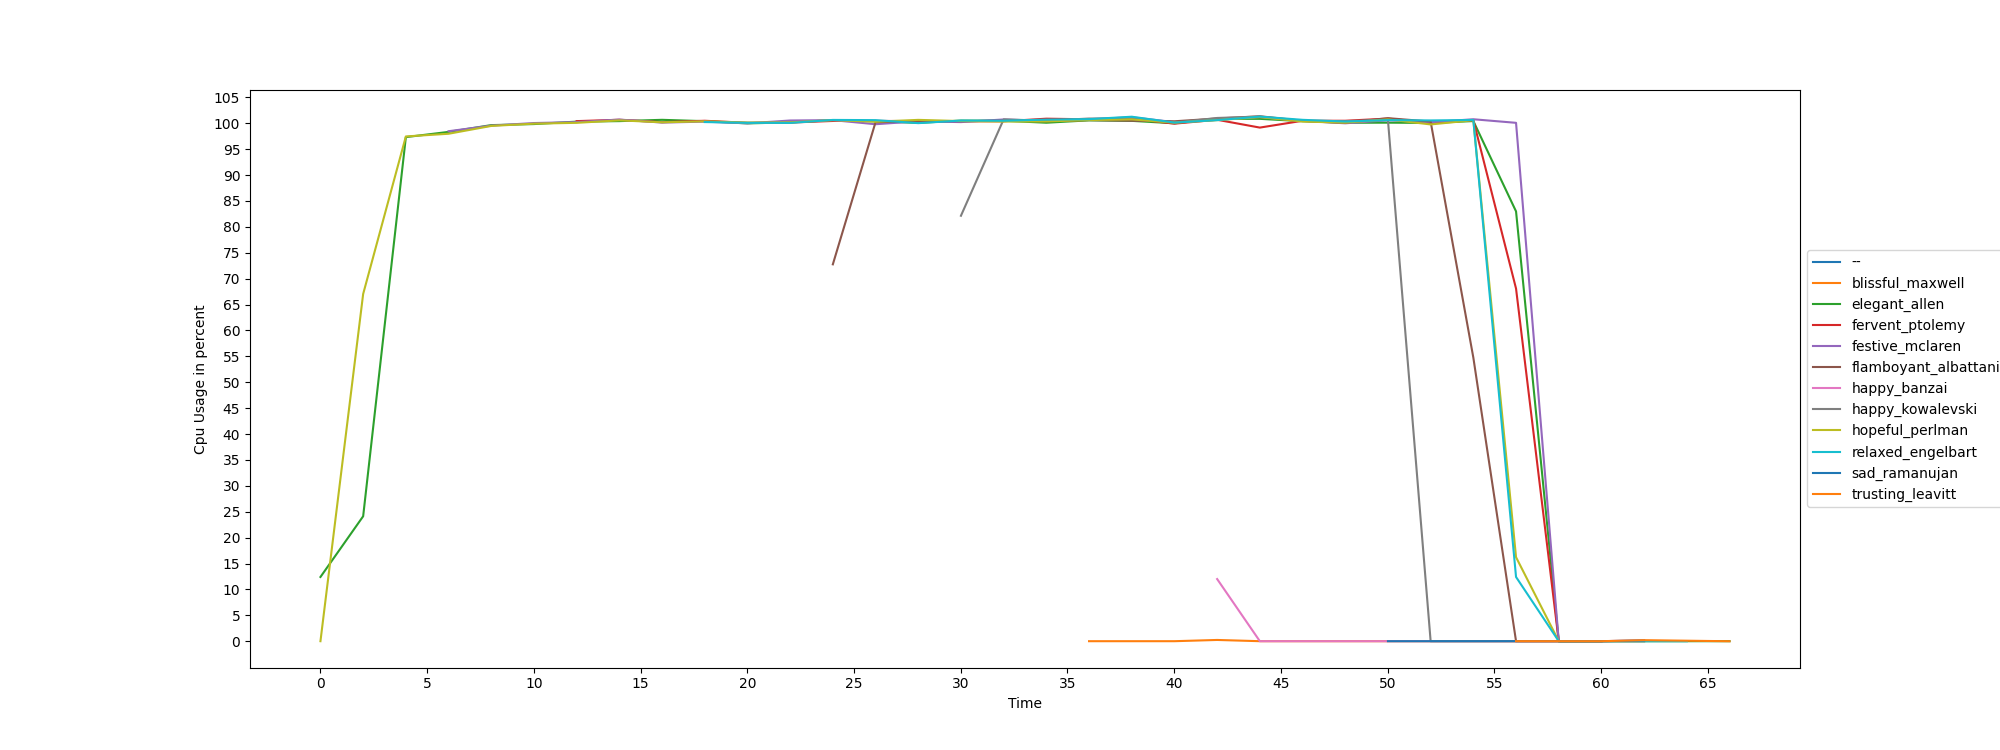 105
100
95
90
85
80
75
70
65
60
55
50
45
40
35
30
25
20
15
10
5
0
Cpu Usage in percent
0 5 10 15 20 25 30 35 40 45 50 55 60 65
Time
--
blissful_maxwell
elegant_allen
fervent_ptolemy
festive_mclaren
flamboyant_albattani
happy_banzai
happy_kowalevski
hopeful_perlman
relaxed_engelbart
sad_ramanujan
trusting_leavitt